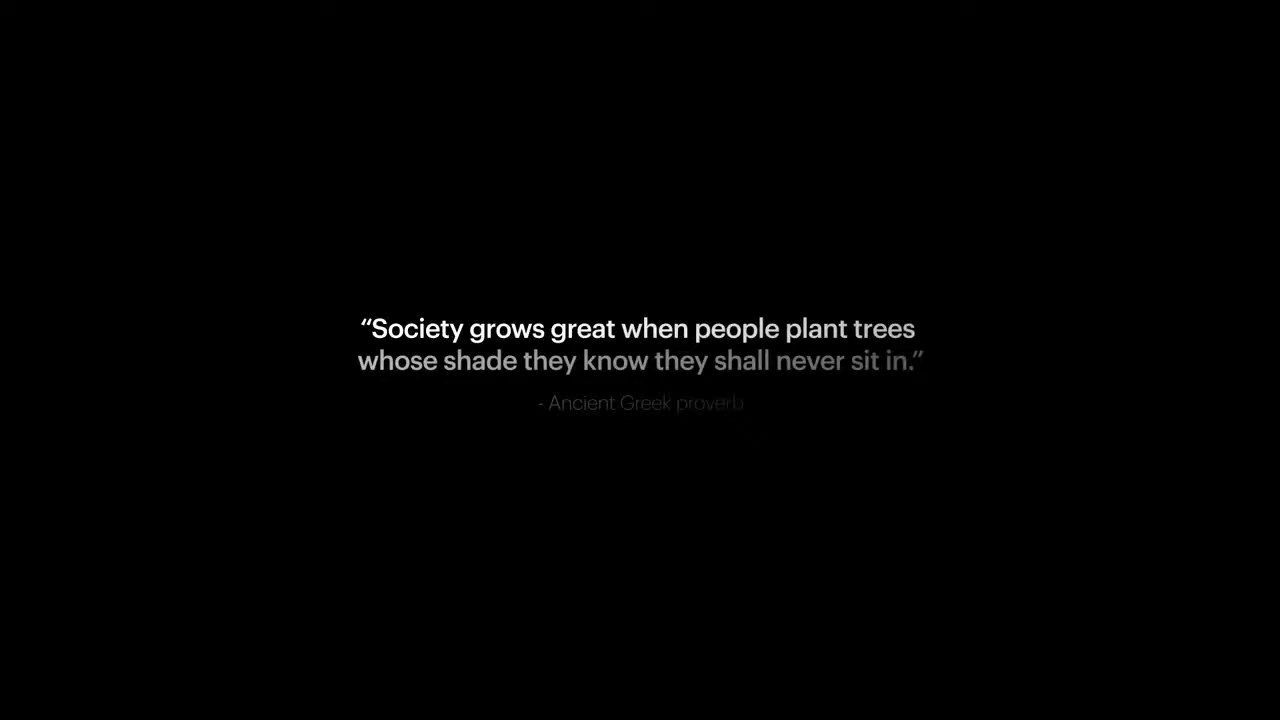 “Society grows great when people plant trees
whose shade they know they shall never sit in.”
- Ancient Greek proverb